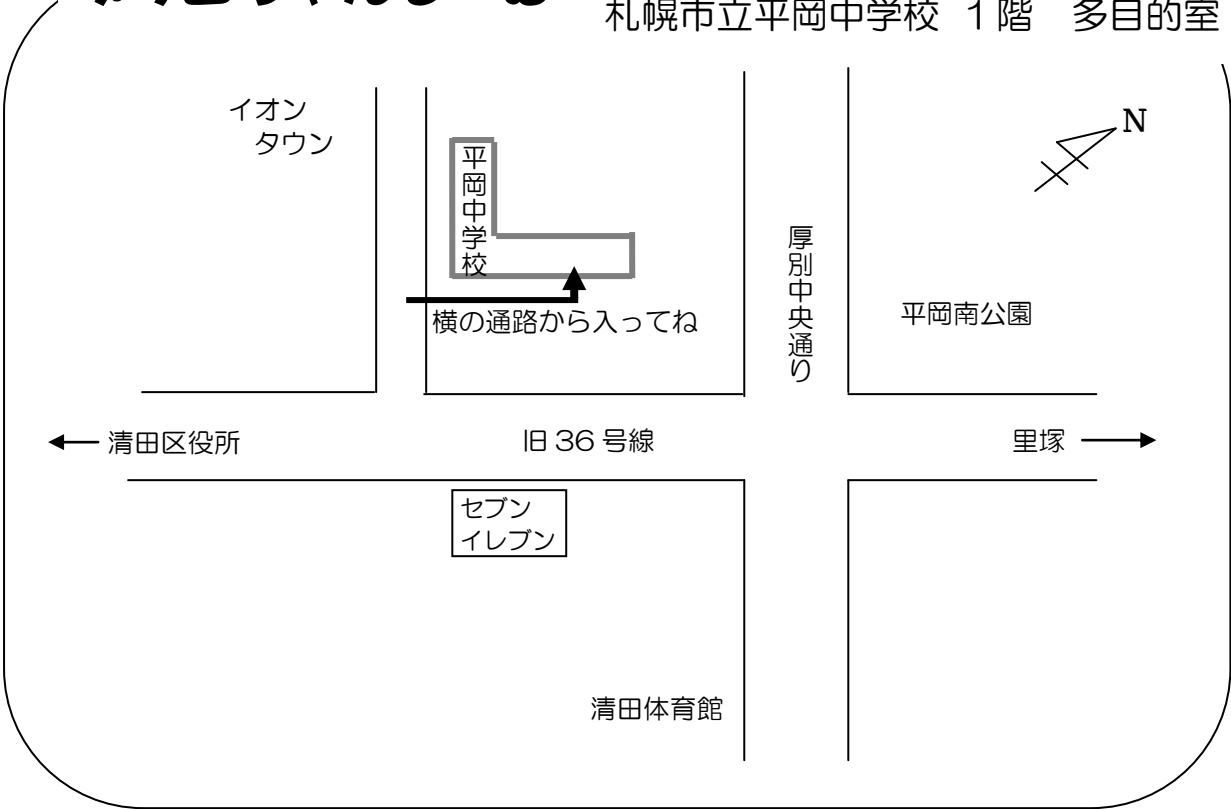 札幌市立平岡中学校 1階 多目的室
イオン
タウン
N
平岡中学校
厚別中央通り
平岡南公園
横の通路から入ってね
清田区役所
旧36号線
里塚
セブン
イレブン
清田体育館